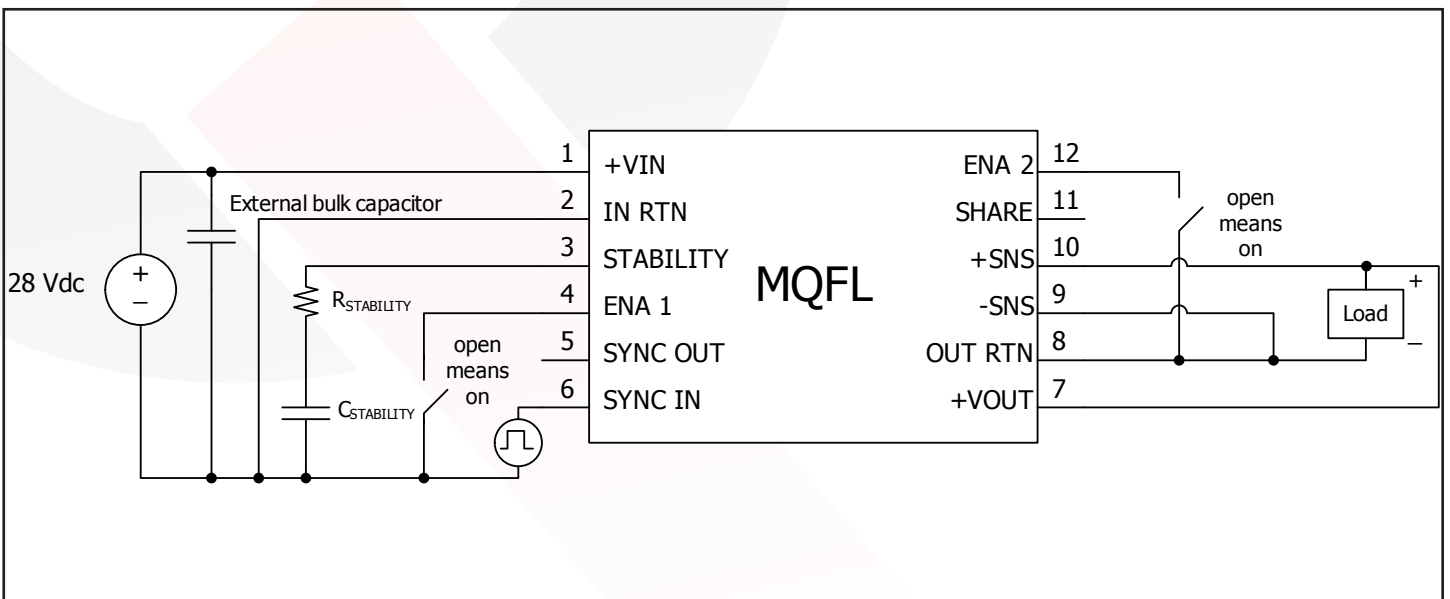 28 Vdc
+
–
External bulk capacitor
R STABILITY
C STABILITY
open
means
on
1 +VIN
2 IN RTN
3 STABILITY
4 ENA 1
5 SYNC OUT
6 SYNC IN
MQFL
ENA 2 12
SHARE 11
+SNS 10
-SNS 9
OUT RTN 8
+VOUT 7
open
means
on
+
Load
–